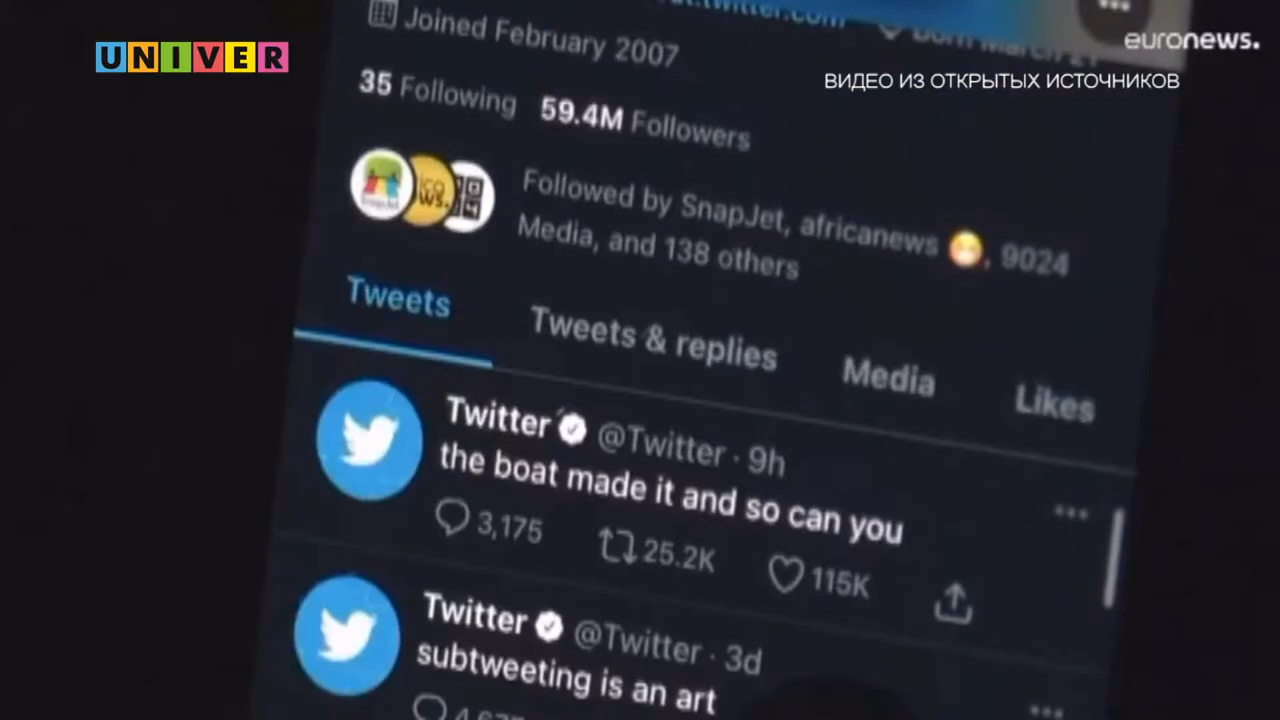 UNIVER
euronews.
ВИДЕО ИЗ ОТКРЫТЫХ ИСТОЧНИКОВ
Joined February 2007
35 Following 59.4M Followers
Followed by SnapJet, africanews 😁, 9024
Media, and 138 others
Tweets
Tweets & replies
Media
Likes
Twitter @Twitter · 9h
the boat made it and so can you
3,175
25.2K
115K
Twitter @Twitter · 3d
subtweeting is an art